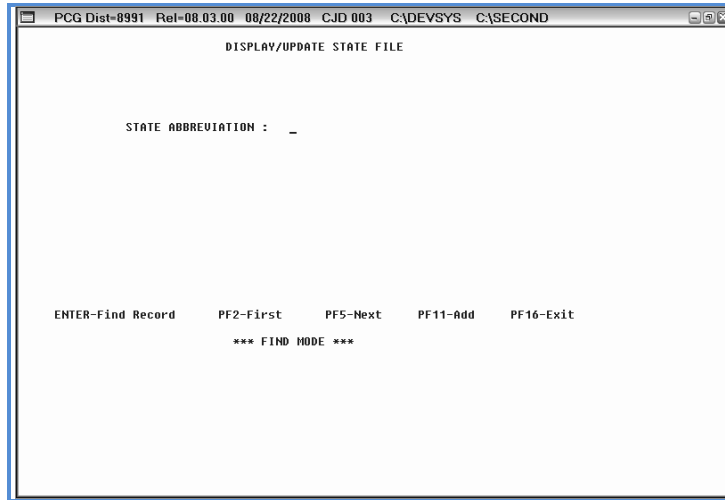 PCG Dist=8991 Rel=08.03.00 08/22/2008 CJD 003 C:\DEVSYS C:\SECOND
DISPLAY/UPDATE STATE FILE
STATE ABBREVIATION : _
ENTER-Find Record PF2-First PF5-Next PF11-Add PF16-Exit
*** FIND MODE ***